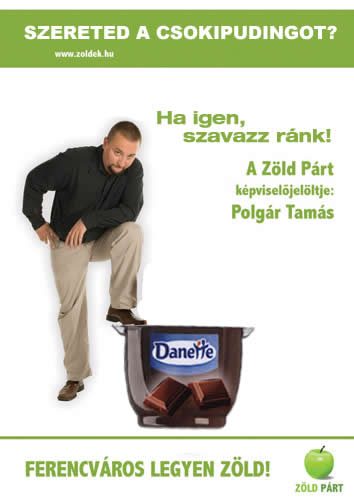 SZERETED A CSOKIPUDINGOT?
www.zoldek.hu
Ha igen,
szavazz ránk!
A Zöld Párt
képviselőjelöltje:
Polgár Tamás
Danette
FERENCVÁROS LEGYEN ZÖLD!
ZÖLD PÁRT